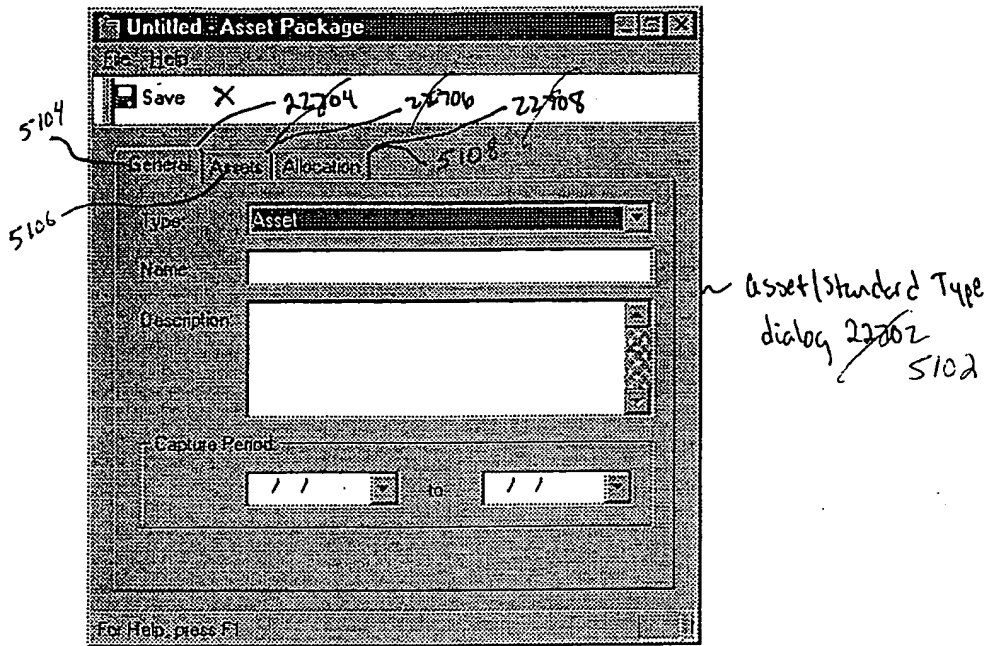 Untitled - Asset Package
File Help
Save 22704 22706 22708
5104
General Assets Allocation 5108
5106
Type: Asset
Name:
Description:
asset/standard Type
dialog 22702
5102
Capture Period:
/ / to / /
For Help, press F1